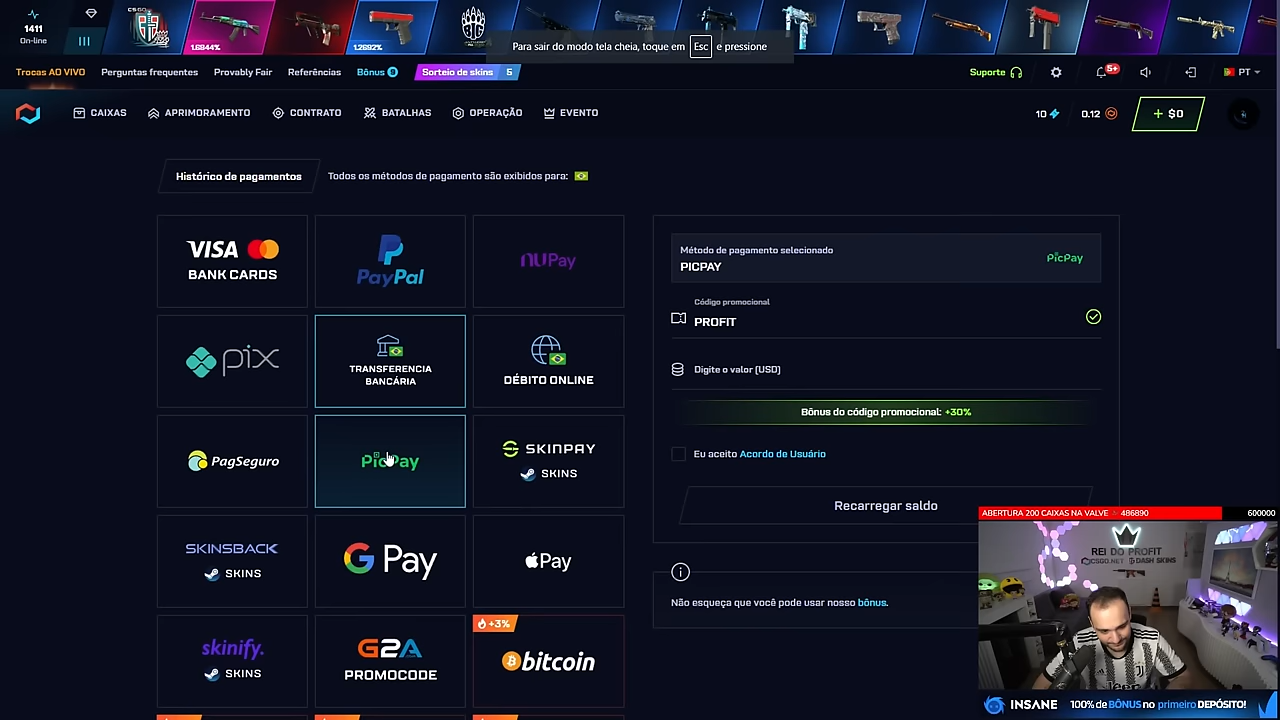 1411
On-line
CS:GO
1.6844%
1.2692%
Para sair do modo tela cheia, toque em Esc e pressione
Trocas AO VIVO
Perguntas frequentes
Provably Fair
Referências
Bônus
Sorteio de skins 5
Suporte
5+
PT
CAIXAS
APRIMORAMENTO
CONTRATO
BATALHAS
OPERAÇÃO
EVENTO
10
0.12
+ $0
Histórico de pagamentos
Todos os métodos de pagamento são exibidos para:
VISA
BANK CARDS
PayPal
nuPay
pix
TRANSFERENCIA
BANCÁRIA
DÉBITO ONLINE
PagSeguro
PicPay
SKINPAY
SKINS
SKINSBACK
SKINS
G Pay
Pay
skinify.
SKINS
G2A
PROMOCODE
+3%
bitcoin
Método de pagamento selecionado
PICPAY
PicPay
Código promocional
PROFIT
Digite o valor (USD)
Bônus do código promocional: +30%
Eu aceito Acordo de Usuário
Recarregar saldo
Não esqueça que você pode usar nosso bônus.
ABERTURA 200 CAIXAS NA VALVE 486890
600000
REI DO PROFIT
CSGO.NET DASH SKINS
INSANE 100% de BÔNUS no primeiro DEPÓSITO!